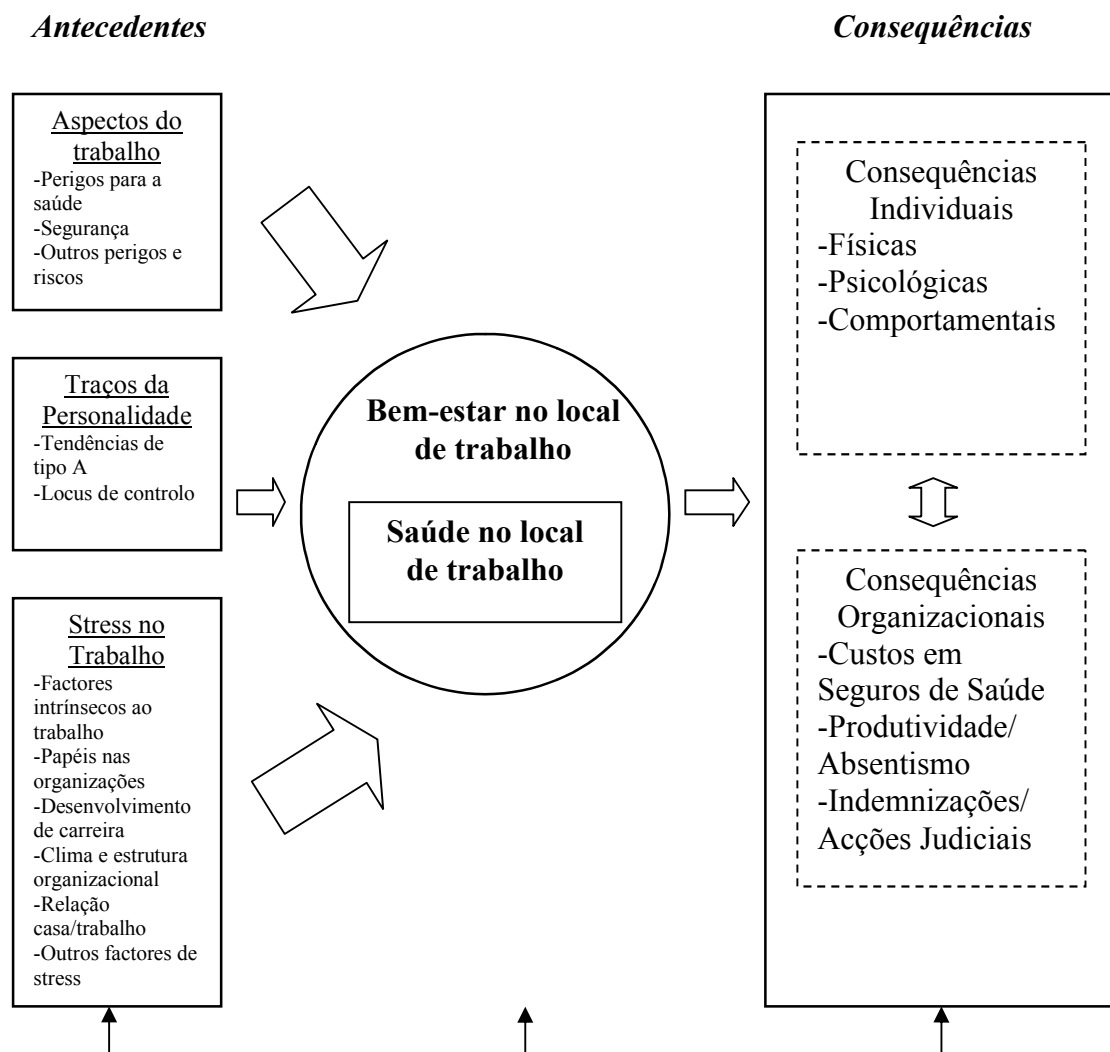 Antecedentes
Consequências
Aspectos do
trabalho
-Perigos para a
saúde
-Segurança
-Outros perigos e
riscos
Traços da
Personalidade
-Tendências de
tipo A
-Locus de controlo
Stress no
Trabalho
-Factores
intrínsecos ao
trabalho
-Papéis nas
organizações
-Desenvolvimento
de carreira
-Clima e estrutura
organizacional
-Relação
casa/trabalho
-Outros factores de
stress
Bem-estar no local
de trabalho
Saúde no local
de trabalho
Consequências
Individuais
-Físicas
-Psicológicas
-Comportamentais
Consequências
Organizacionais
-Custos em
Seguros de Saúde
-Produtividade/
Absentismo
-Indemnizações/
Acções Judiciais